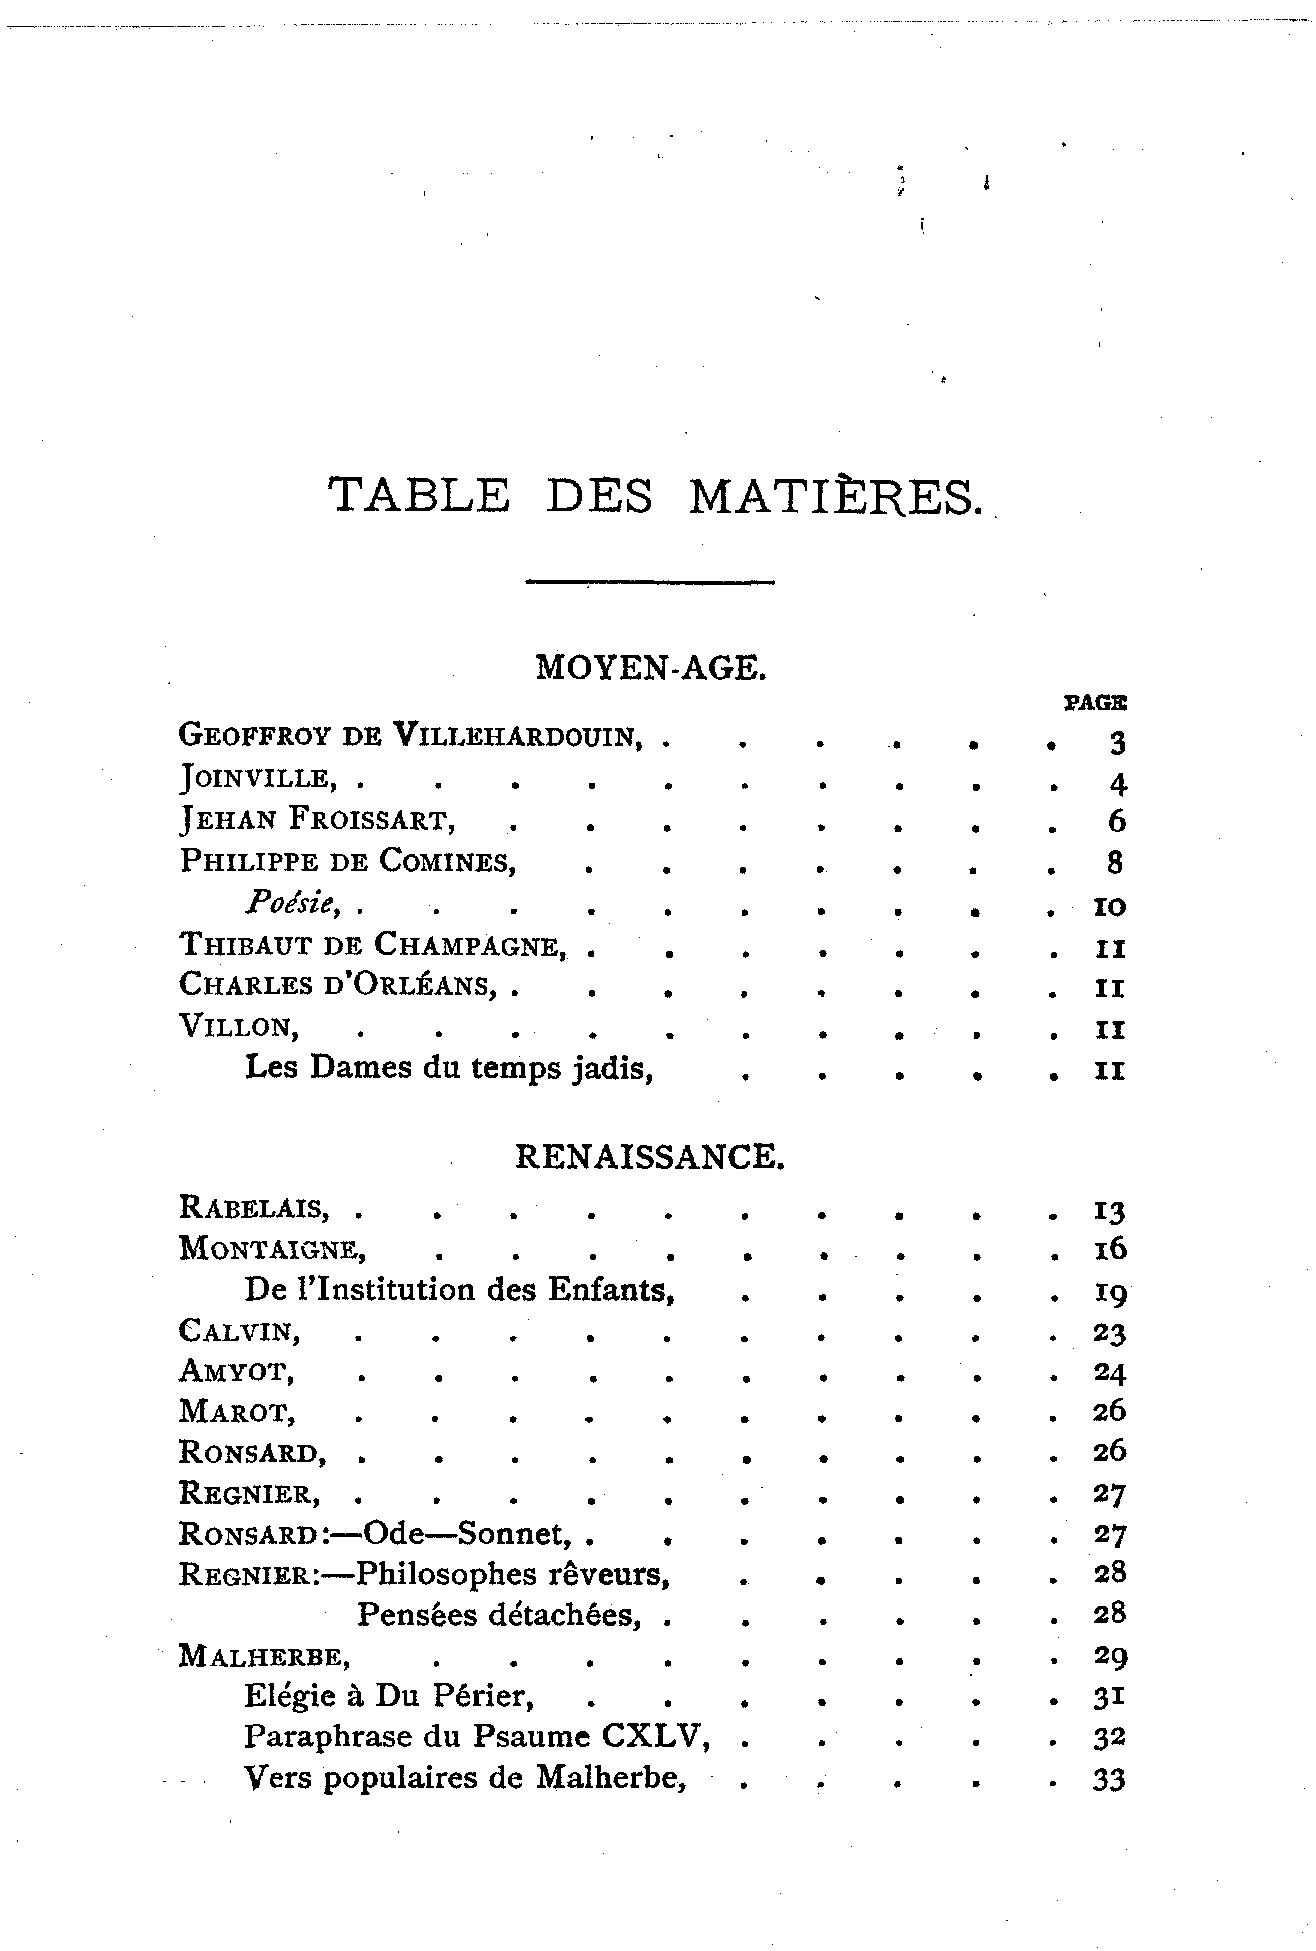 TABLE DES MATIÈRES.
MOYEN-AGE.
PAGE
GEOFFROY DE VILLEHARDOUIN, . . . . . . 3
JOINVILLE, . . . . . . . . . . 4
JEHAN FROISSART, . . . . . . . . 6
PHILIPPE DE COMINES, . . . . . . . 8
Poésie, . . . . . . . . . . 10
THIBAUT DE CHAMPAGNE, . . . . . . . 11
CHARLES D'ORLÉANS, . . . . . . . . 11
VILLON, . . . . . . . . . . 11
Les Dames du temps jadis, . . . . . 11
RENAISSANCE.
RABELAIS, . . . . . . . . . . 13
MONTAIGNE, . . . . . . . . . 16
De l'Institution des Enfants, . . . . . 19
CALVIN, . . . . . . . . . . 23
AMYOT, . . . . . . . . . . 24
MAROT, . . . . . . . . . . 26
RONSARD, . . . . . . . . . . 26
REGNIER, . . . . . . . . . . 27
RONSARD:—Ode—Sonnet, . . . . . . . 27
REGNIER:—Philosophes rêveurs, . . . . . 28
Pensées détachées, . . . . . . 28
MALHERBE, . . . . . . . . . 29
Elégie à Du Périer, . . . . . . . 31
Paraphrase du Psaume CXLV, . . . . . 32
Vers populaires de Malherbe, . . . . . 33